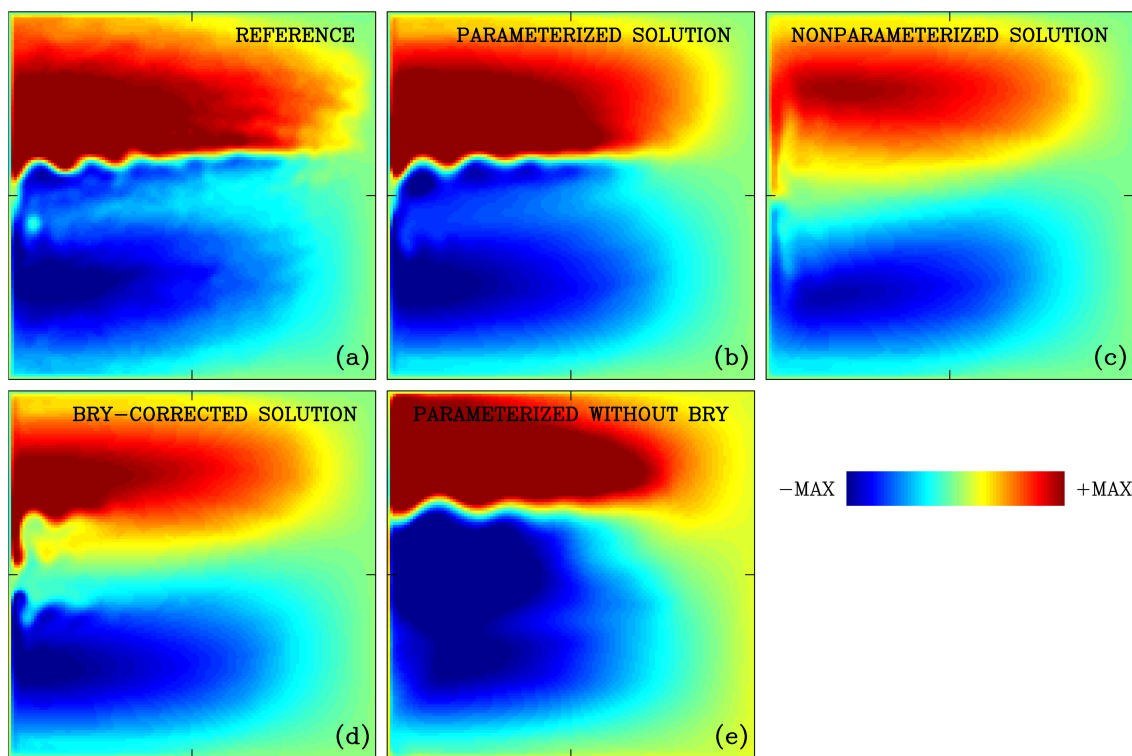 REFERENCE
PARAMETERIZED SOLUTION
NONPARAMETERIZED SOLUTION
(a)
(b)
(c)
BRY-CORRECTED SOLUTION
PARAMETERIZED WITHOUT BRY
-MAX
+MAX
(d)
(e)